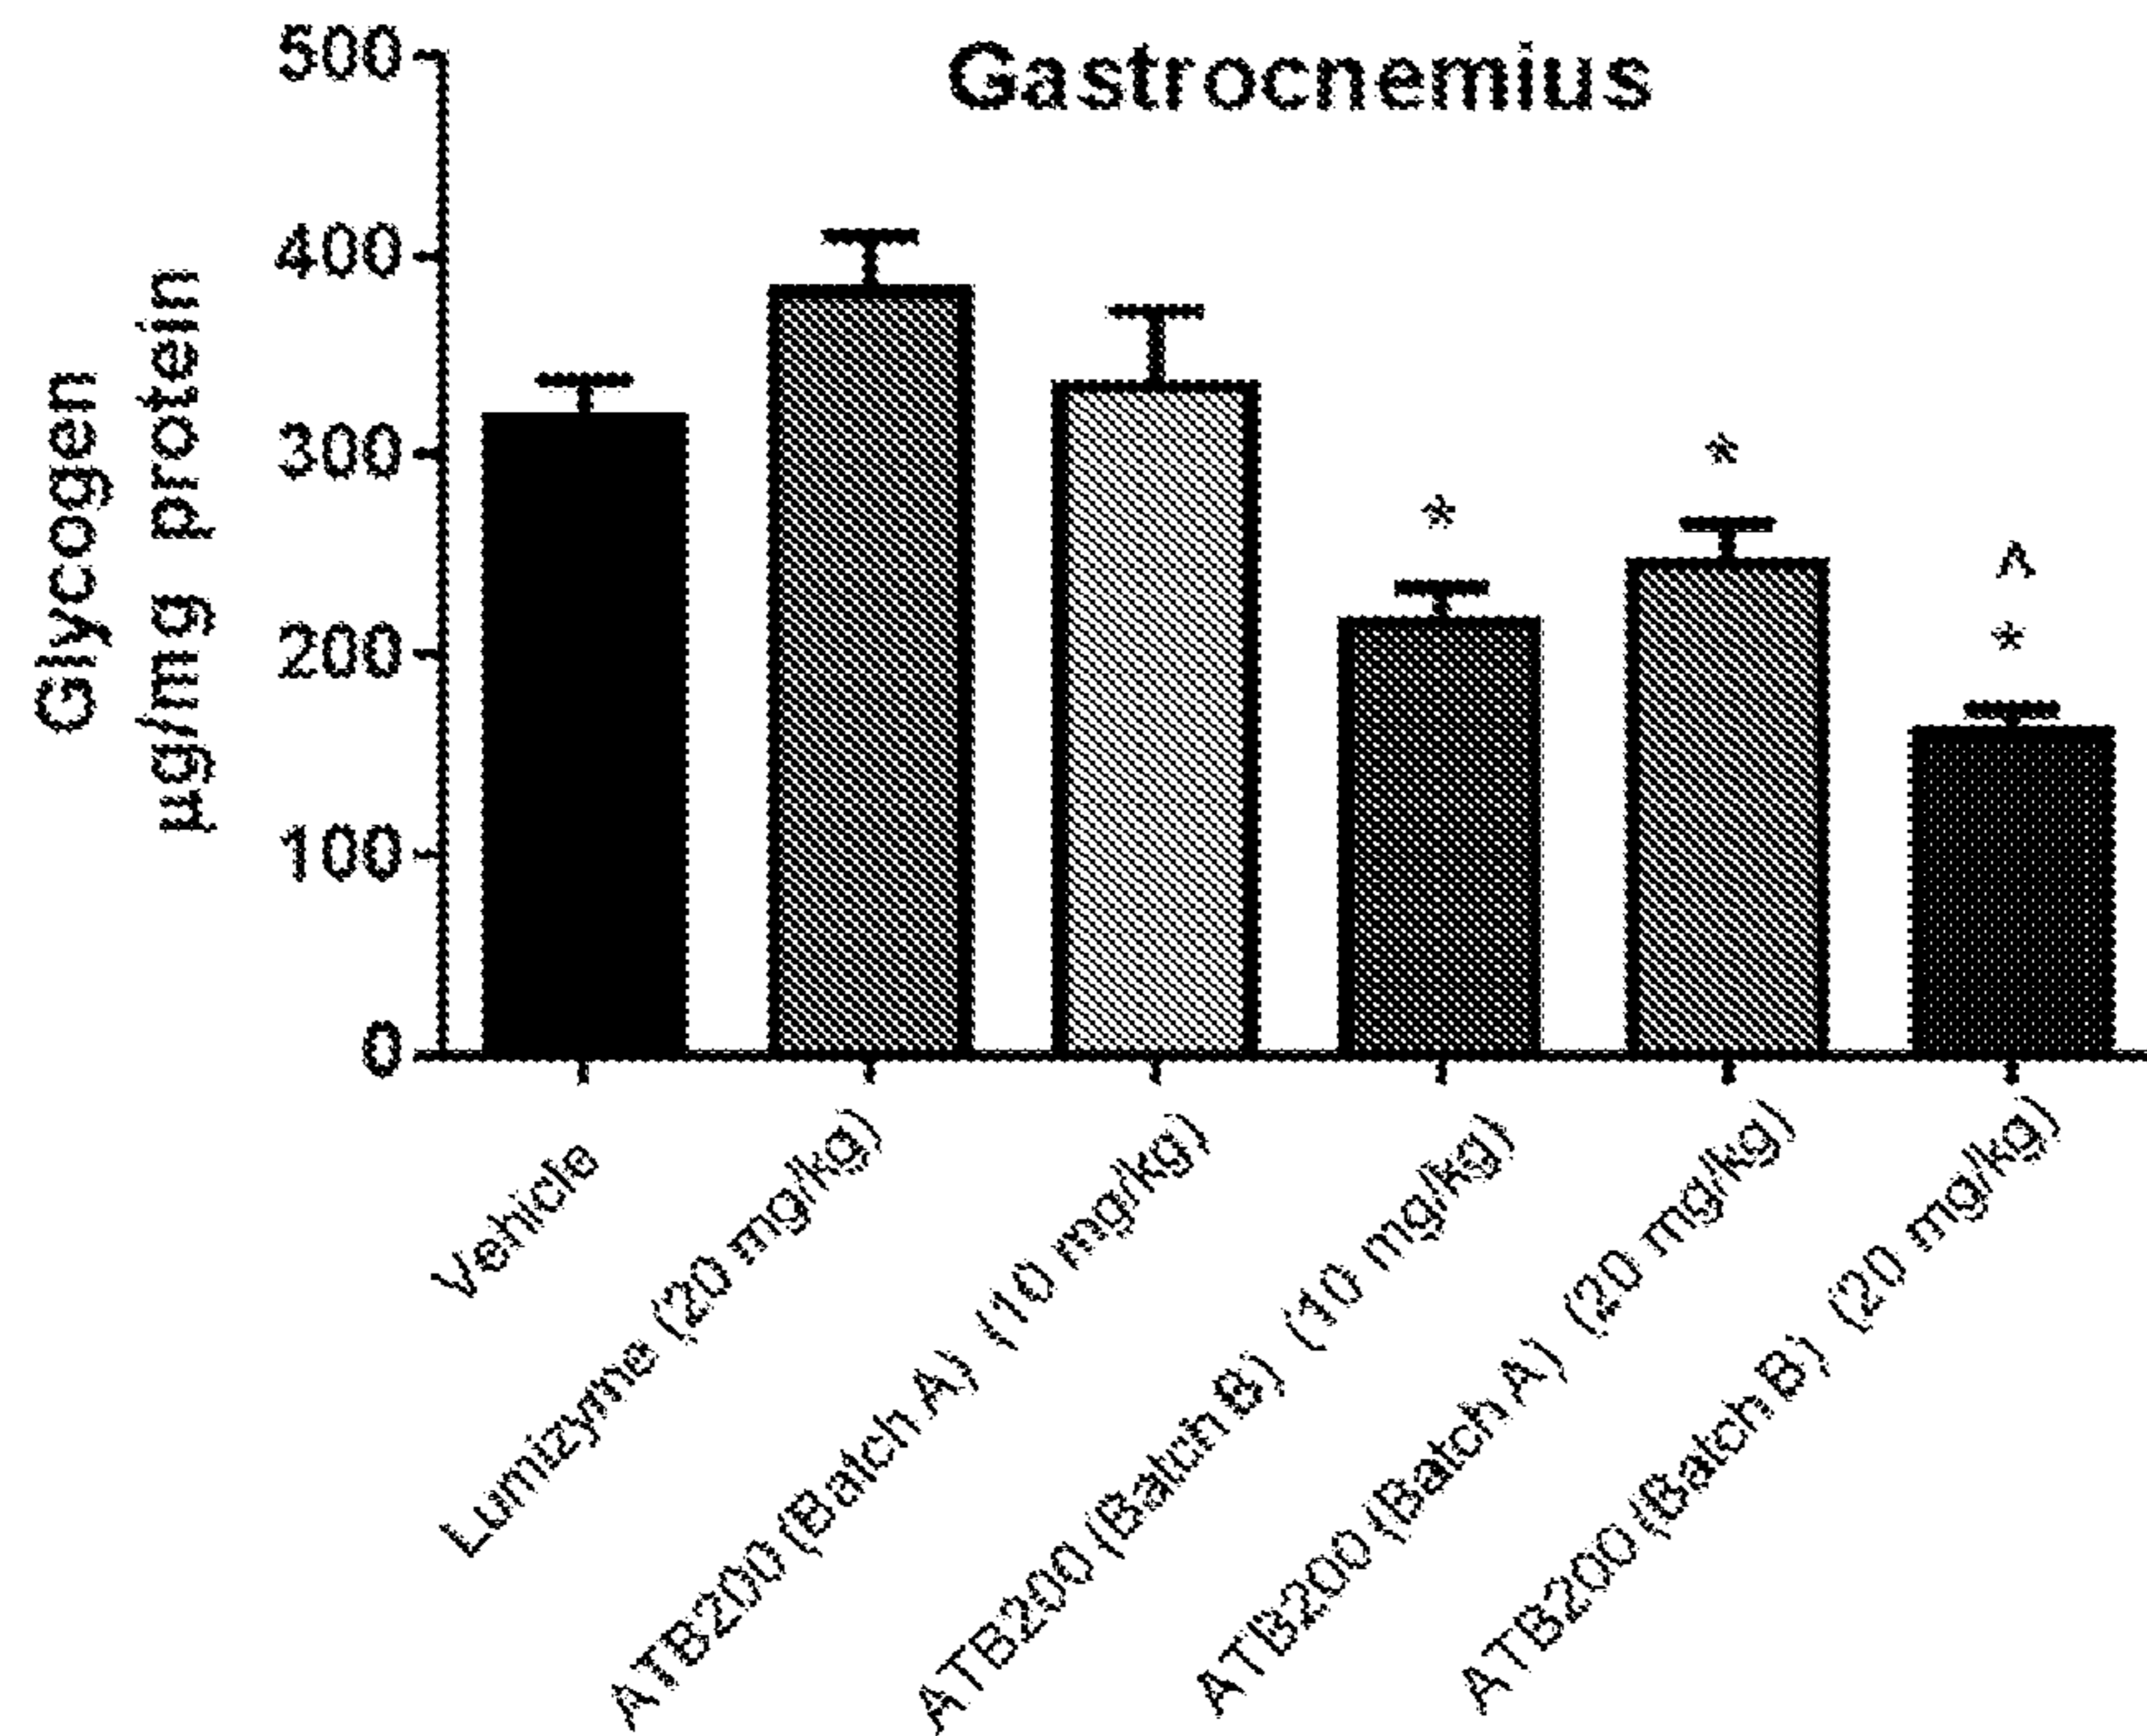 Gastrocnemius
Glycogen
µg/mg protein
500
400
300
200
100
0
*
*
^
*
Vehicle
Lumizyme (20 mg/kg)
ATB200 (Batch A) (10 mg/kg)
ATB200 (Batch B) (10 mg/kg)
ATB200 (Batch A) (20 mg/kg)
ATB200 (Batch B) (20 mg/kg)